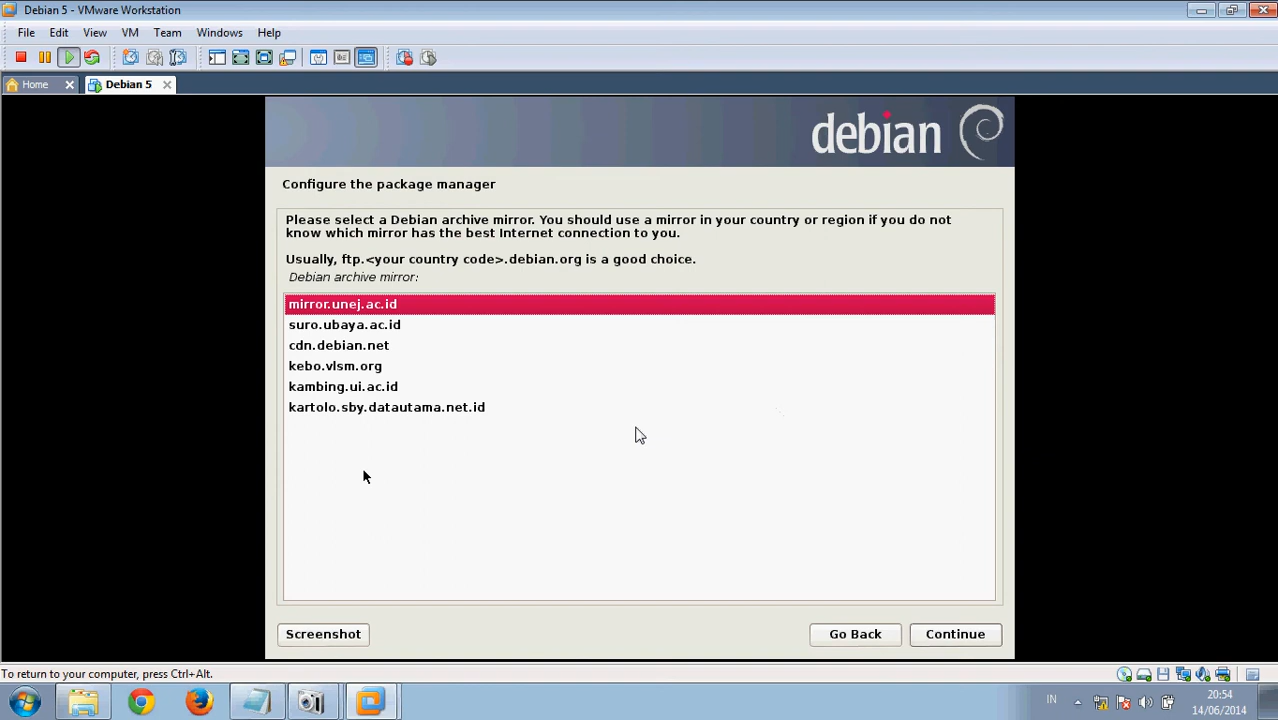 Debian 5 - VMware Workstation
File Edit View VM Team Windows Help
Home Debian 5
debian
Configure the package manager
Please select a Debian archive mirror. You should use a mirror in your country or region if you do not
know which mirror has the best Internet connection to you.
Usually, ftp.<your country code>.debian.org is a good choice.
Debian archive mirror:
mirror.unej.ac.id
suro.ubaya.ac.id
cdn.debian.net
kebo.vlsm.org
kambing.ui.ac.id
kartolo.sby.datautama.net.id
Screenshot Go Back Continue
To return to your computer, press Ctrl+Alt.
IN 20:54
14/06/2014